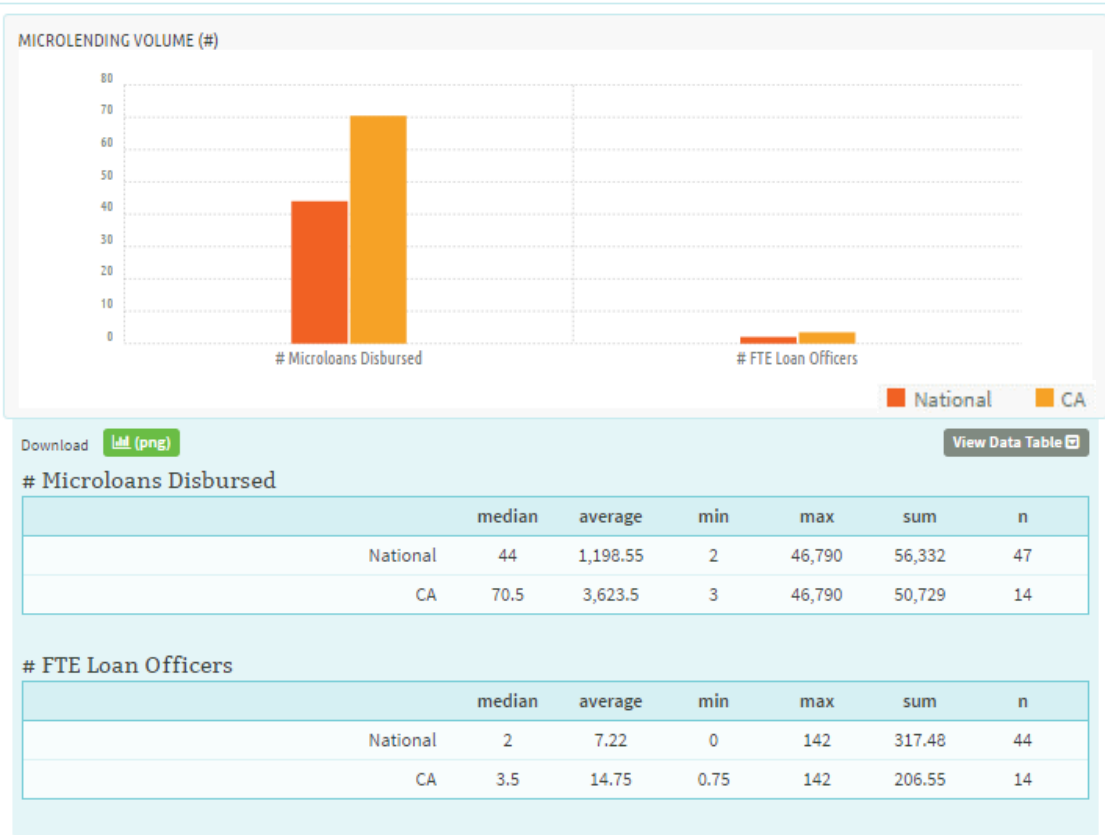 MICROLENDING VOLUME (#)
80
70
60
50
40
30
20
10
0
# Microloans Disbursed # FTE Loan Officers
National CA
Download (png) View Data Table
# Microloans Disbursed
median average min max sum n
National 44 1,198.55 2 46,790 56,332 47
CA 70.5 3,623.5 3 46,790 50,729 14
# FTE Loan Officers
median average min max sum n
National 2 7.22 0 142 317.48 44
CA 3.5 14.75 0.75 142 206.55 14